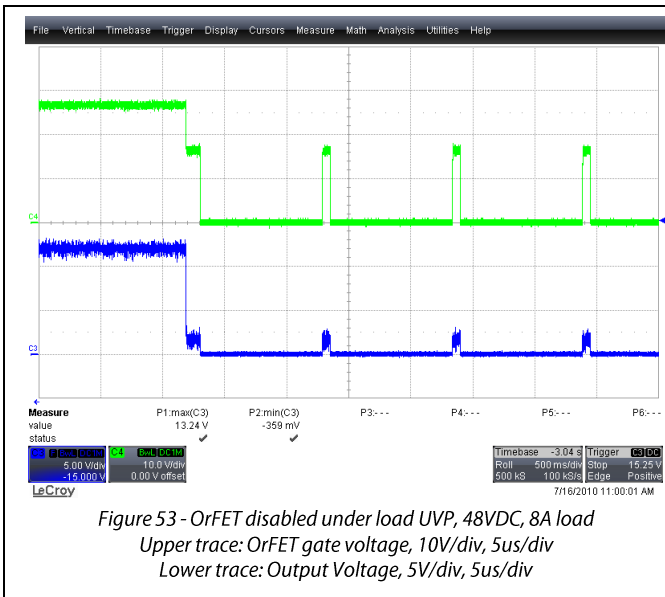 File Vertical Timebase Trigger Display Cursors Measure Math Analysis Utilities Help
C4
C3
Measure P1:max(C3) P2:min(C3) P3:--- P4:--- P5:--- P6:---
value 13.24 V -359 mV
status
C4 BwL DC1M
5.00 V/div 10.0 V/div
-15.000 V 0.00 V offset
Timebase -3.04 s Trigger C3 DC
Roll 500 ms/div Stop 15.25 V
500 kS 100 kS/s Edge Positive
LeCroy
7/16/2010 11:00:01 AM
Figure 53 - OrFET disabled under load UVP, 48VDC, 8A load
Upper trace: OrFET gate voltage, 10V/div, 5us/div
Lower trace: Output Voltage, 5V/div, 5us/div